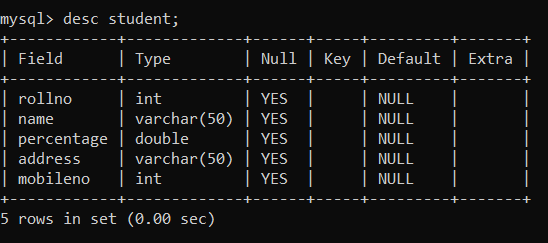 mysql> desc student;
+------------+-------------+------+-----+---------+-------+
| Field      | Type        | Null | Key | Default | Extra |
+------------+-------------+------+-----+---------+-------+
| rollno     | int         | YES  |     | NULL    |       |
| name       | varchar(50) | YES  |     | NULL    |       |
| percentage | double      | YES  |     | NULL    |       |
| address    | varchar(50) | YES  |     | NULL    |       |
| mobileno   | int         | YES  |     | NULL    |       |
+------------+-------------+------+-----+---------+-------+
5 rows in set (0.00 sec)